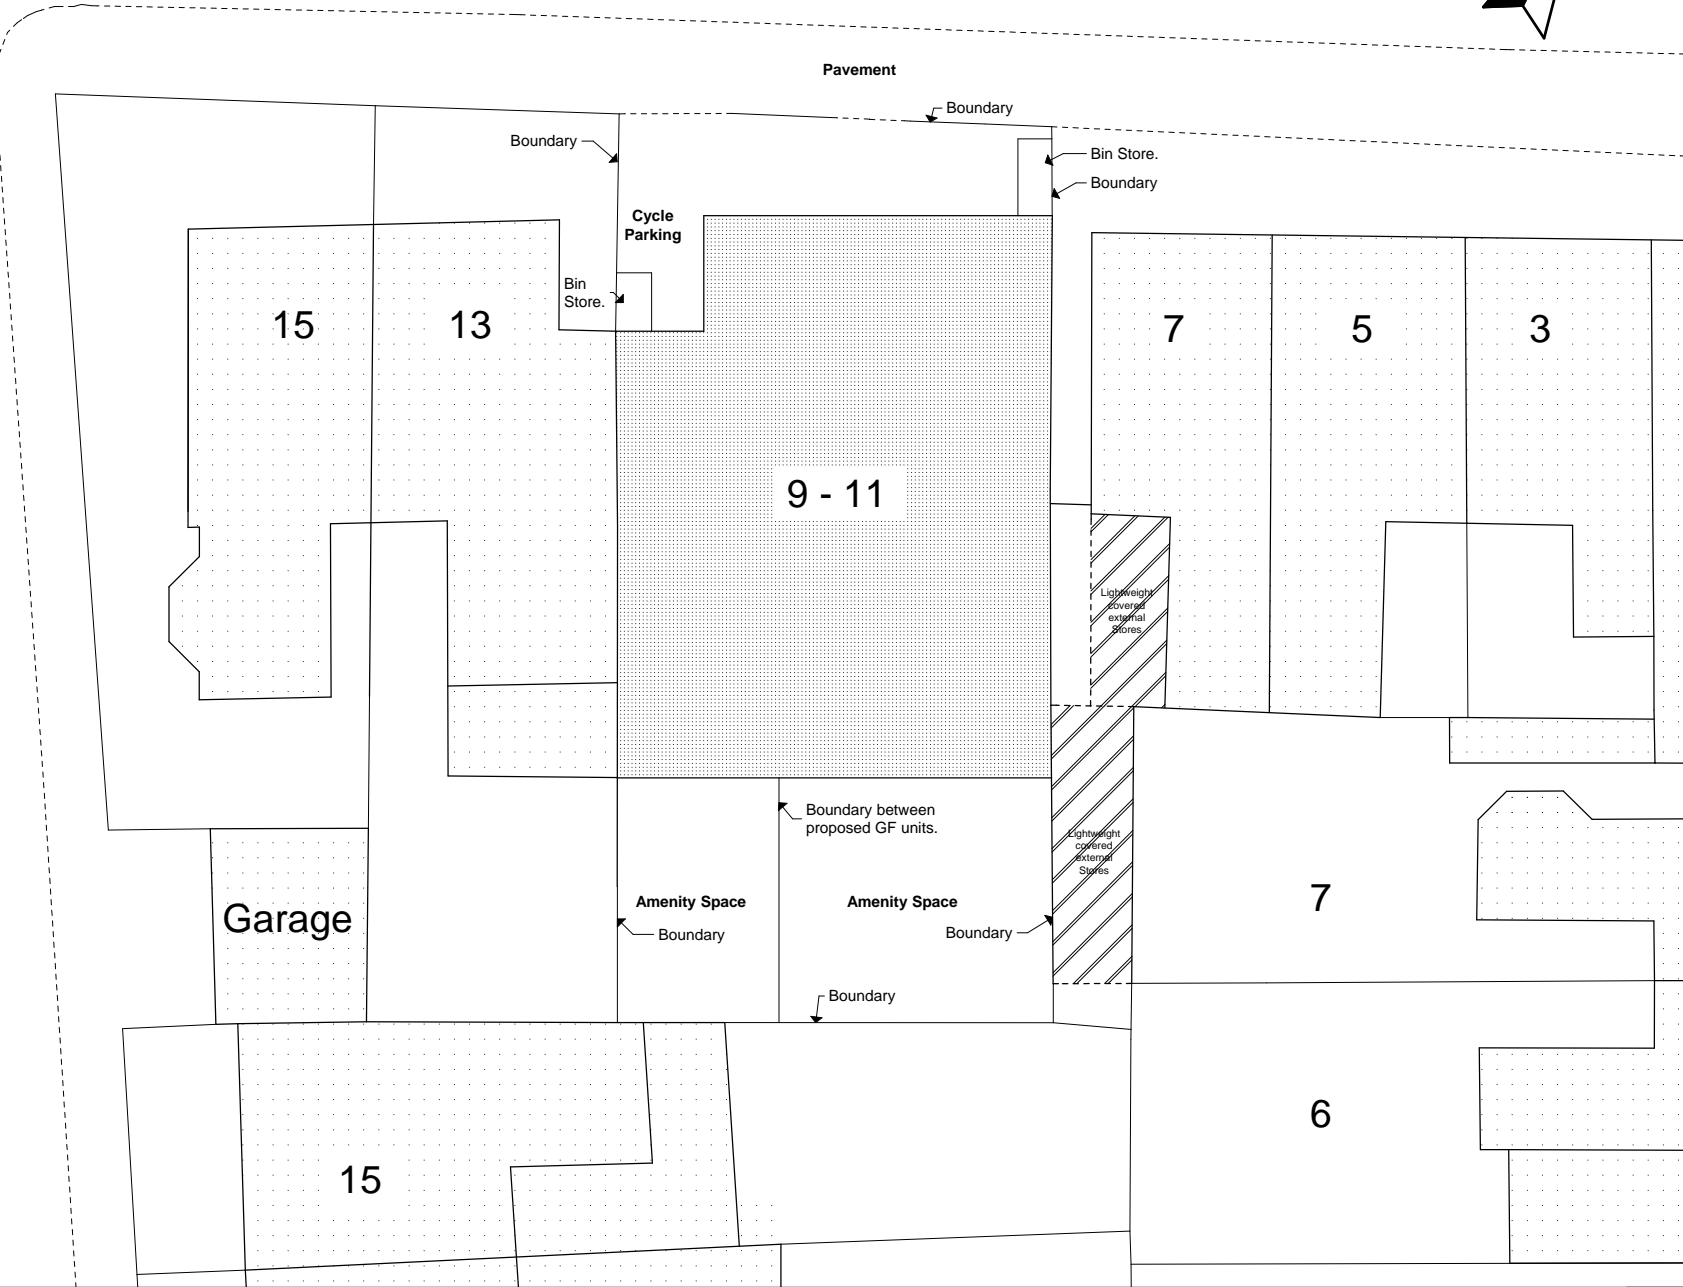 Pavement
Boundary
Boundary
Bin Store.
Boundary
Cycle
Parking
Bin
Store.
15
13
7
5
3
9 - 11
Lightweight
covered
external
Stores
Boundary between
proposed GF units.
Lightweight
covered
external
Stores
Amenity Space
Amenity Space
7
Garage
Boundary
Boundary
Boundary
6
15